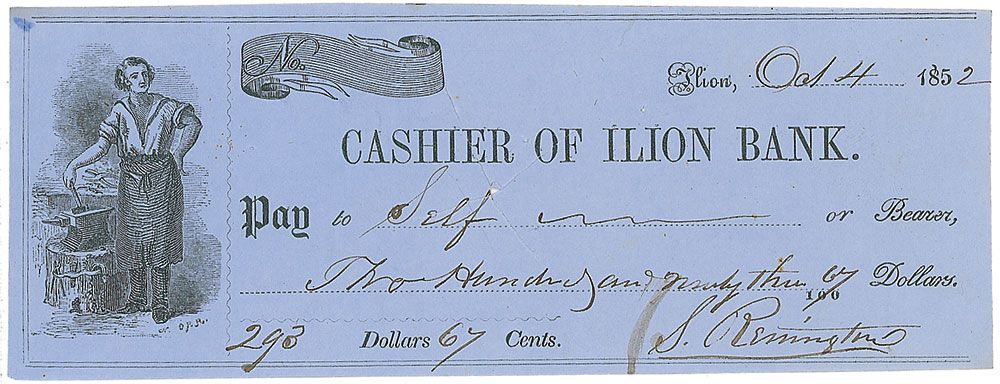 No.
Ilion, Oct 4 1852
CASHIER OF ILION BANK.
Pay to Self or Bearer,
Two Hundred and ninety three 67/100 Dollars.
293 Dollars 67 Cents.
S. Remington